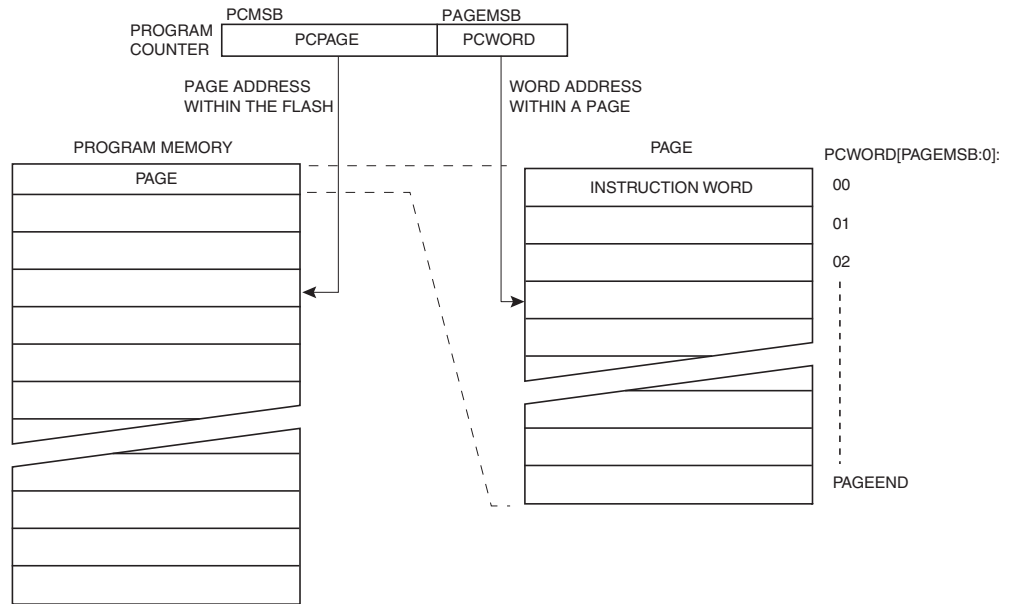 PCMSB
PAGEMSB
PROGRAM
COUNTER
PCPAGE
PCWORD
PAGE ADDRESS
WITHIN THE FLASH
WORD ADDRESS
WITHIN A PAGE
PROGRAM MEMORY
PAGE
PAGE
PCWORD[PAGEMSB:0]:
INSTRUCTION WORD
00
01
02
PAGEEND